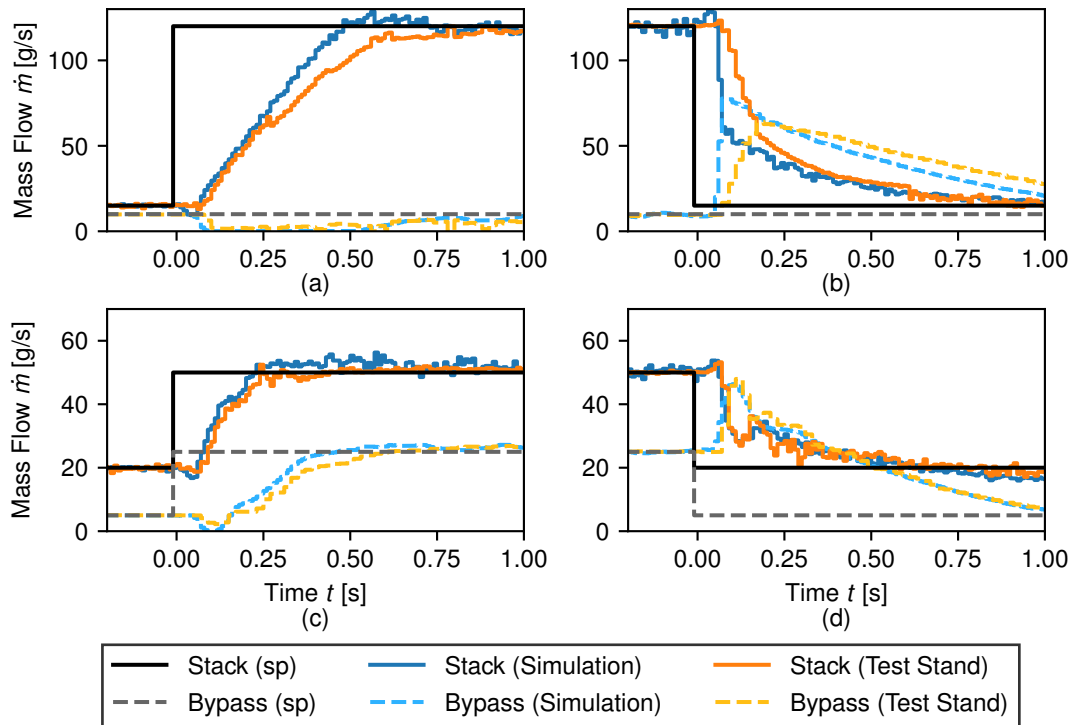 Mass Flow ṁ [g/s]
100
50
0
0.00 0.25 0.50 0.75 1.00
(a)
100
50
0
0.00 0.25 0.50 0.75 1.00
(b)
Mass Flow ṁ [g/s]
60
40
20
0
0.00 0.25 0.50 0.75 1.00
Time t [s]
(c)
60
40
20
0
0.00 0.25 0.50 0.75 1.00
Time t [s]
(d)
Stack (sp) Stack (Simulation) Stack (Test Stand)
Bypass (sp) Bypass (Simulation) Bypass (Test Stand)